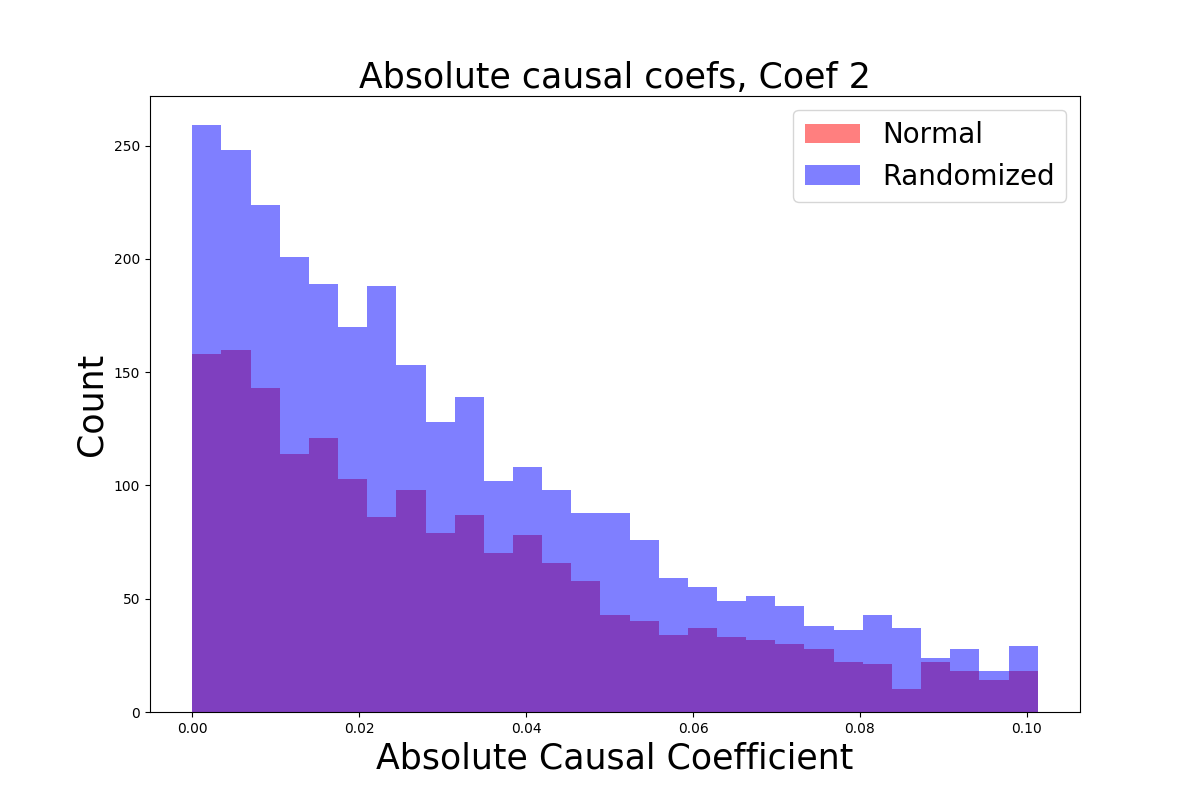 Absolute causal coefs, Coef 2
Normal
Randomized
Count
250
200
150
100
50
0
0.00 0.02 0.04 0.06 0.08 0.10
Absolute Causal Coefficient